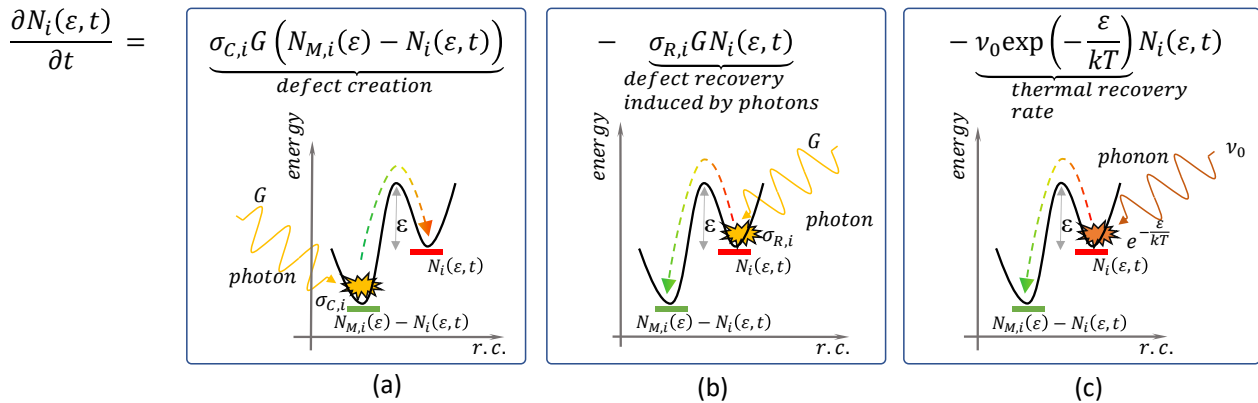 ∂N_i(ε, t)/∂t =
σ_{C,i}G (N_{M,i}(ε) − N_i(ε, t))
defect creation
energy
G
photon
σ_{C,i}
ε
N_i(ε, t)
N_{M,i}(ε) − N_i(ε, t)
r. c.
(a)
− σ_{R,i}GN_i(ε, t)
defect recovery
induced by photons
energy
G
photon
ε
σ_{R,i}
N_i(ε, t)
N_{M,i}(ε) − N_i(ε, t)
r. c.
(b)
− ν_0 exp (−ε/kT) N_i(ε, t)
thermal recovery
rate
energy
phonon
ν_0
ε
e^{−ε/kT}
N_i(ε, t)
N_{M,i}(ε) − N_i(ε, t)
r. c.
(c)